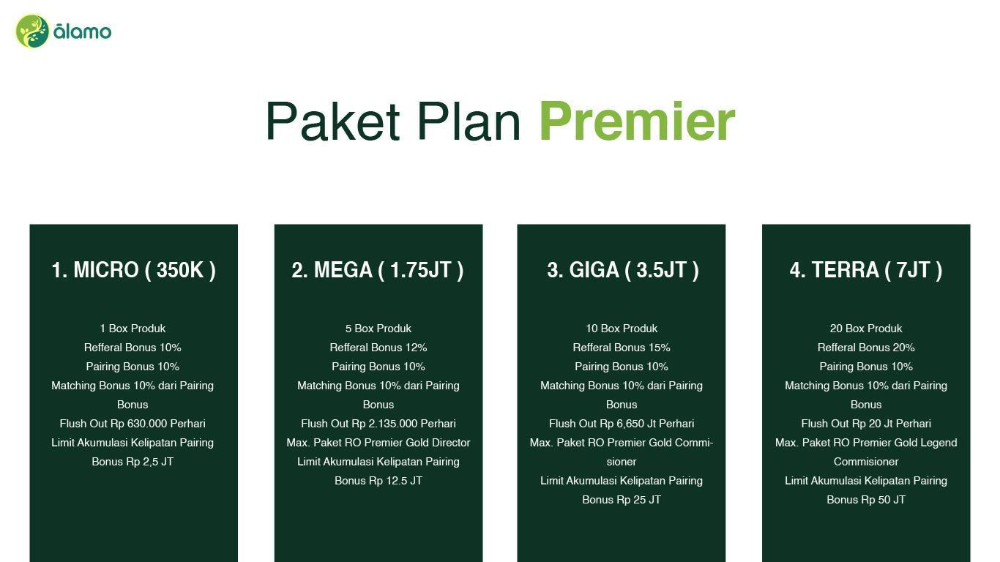 ālamo
Paket Plan Premier
1. MICRO ( 350K )
1 Box Produk
Refferal Bonus 10%
Pairing Bonus 10%
Matching Bonus 10% dari Pairing
Bonus
Flush Out Rp 630.000 Perhari
Limit Akumulasi Kelipatan Pairing
Bonus Rp 2,5 JT
2. MEGA ( 1.75JT )
5 Box Produk
Refferal Bonus 12%
Pairing Bonus 10%
Matching Bonus 10% dari Pairing
Bonus
Flush Out Rp 2.135.000 Perhari
Max. Paket RO Premier Gold Director
Limit Akumulasi Kelipatan Pairing
Bonus Rp 12.5 JT
3. GIGA ( 3.5JT )
10 Box Produk
Refferal Bonus 15%
Pairing Bonus 10%
Matching Bonus 10% dari Pairing
Bonus
Flush Out Rp 6,650 Jt Perhari
Max. Paket RO Premier Gold Commi-
sioner
Limit Akumulasi Kelipatan Pairing
Bonus Rp 25 JT
4. TERRA ( 7JT )
20 Box Produk
Refferal Bonus 20%
Pairing Bonus 10%
Matching Bonus 10% dari Pairing
Bonus
Flush Out Rp 20 Jt Perhari
Max. Paket RO Premier Gold Legend
Commisioner
Limit Akumulasi Kelipatan Pairing
Bonus Rp 50 JT